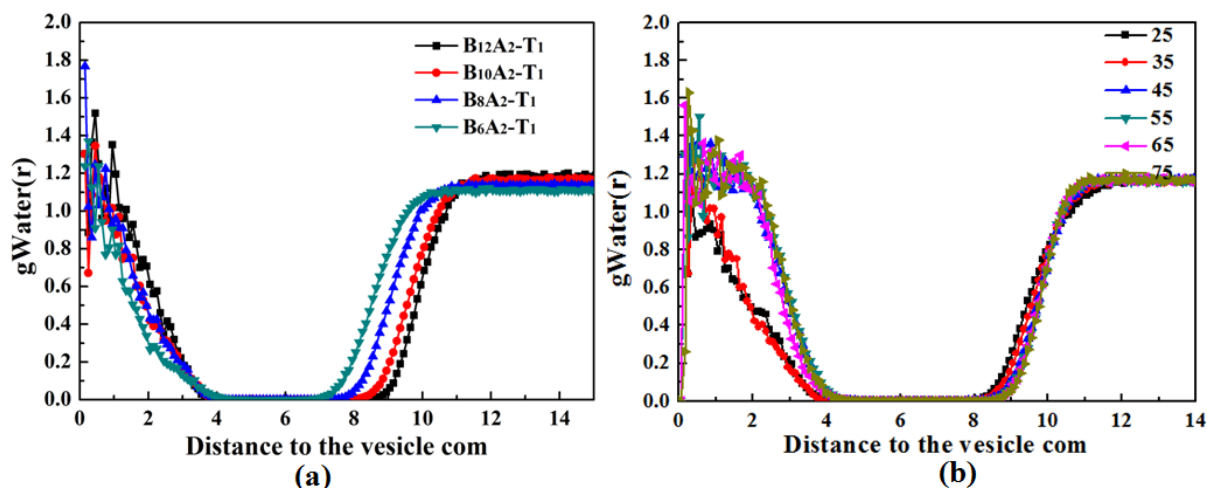 2.0
1.8
1.6
1.4
1.2
1.0
0.8
0.6
0.4
0.2
0.0
gWater(r)
B12A2-T1
B10A2-T1
B8A2-T1
B6A2-T1
0 2 4 6 8 10 12 14
Distance to the vesicle com
(a)
2.0
1.8
1.6
1.4
1.2
1.0
0.8
0.6
0.4
0.2
0.0
gWater(r)
25
35
45
55
65
75
0 2 4 6 8 10 12 14
Distance to the vesicle com
(b)